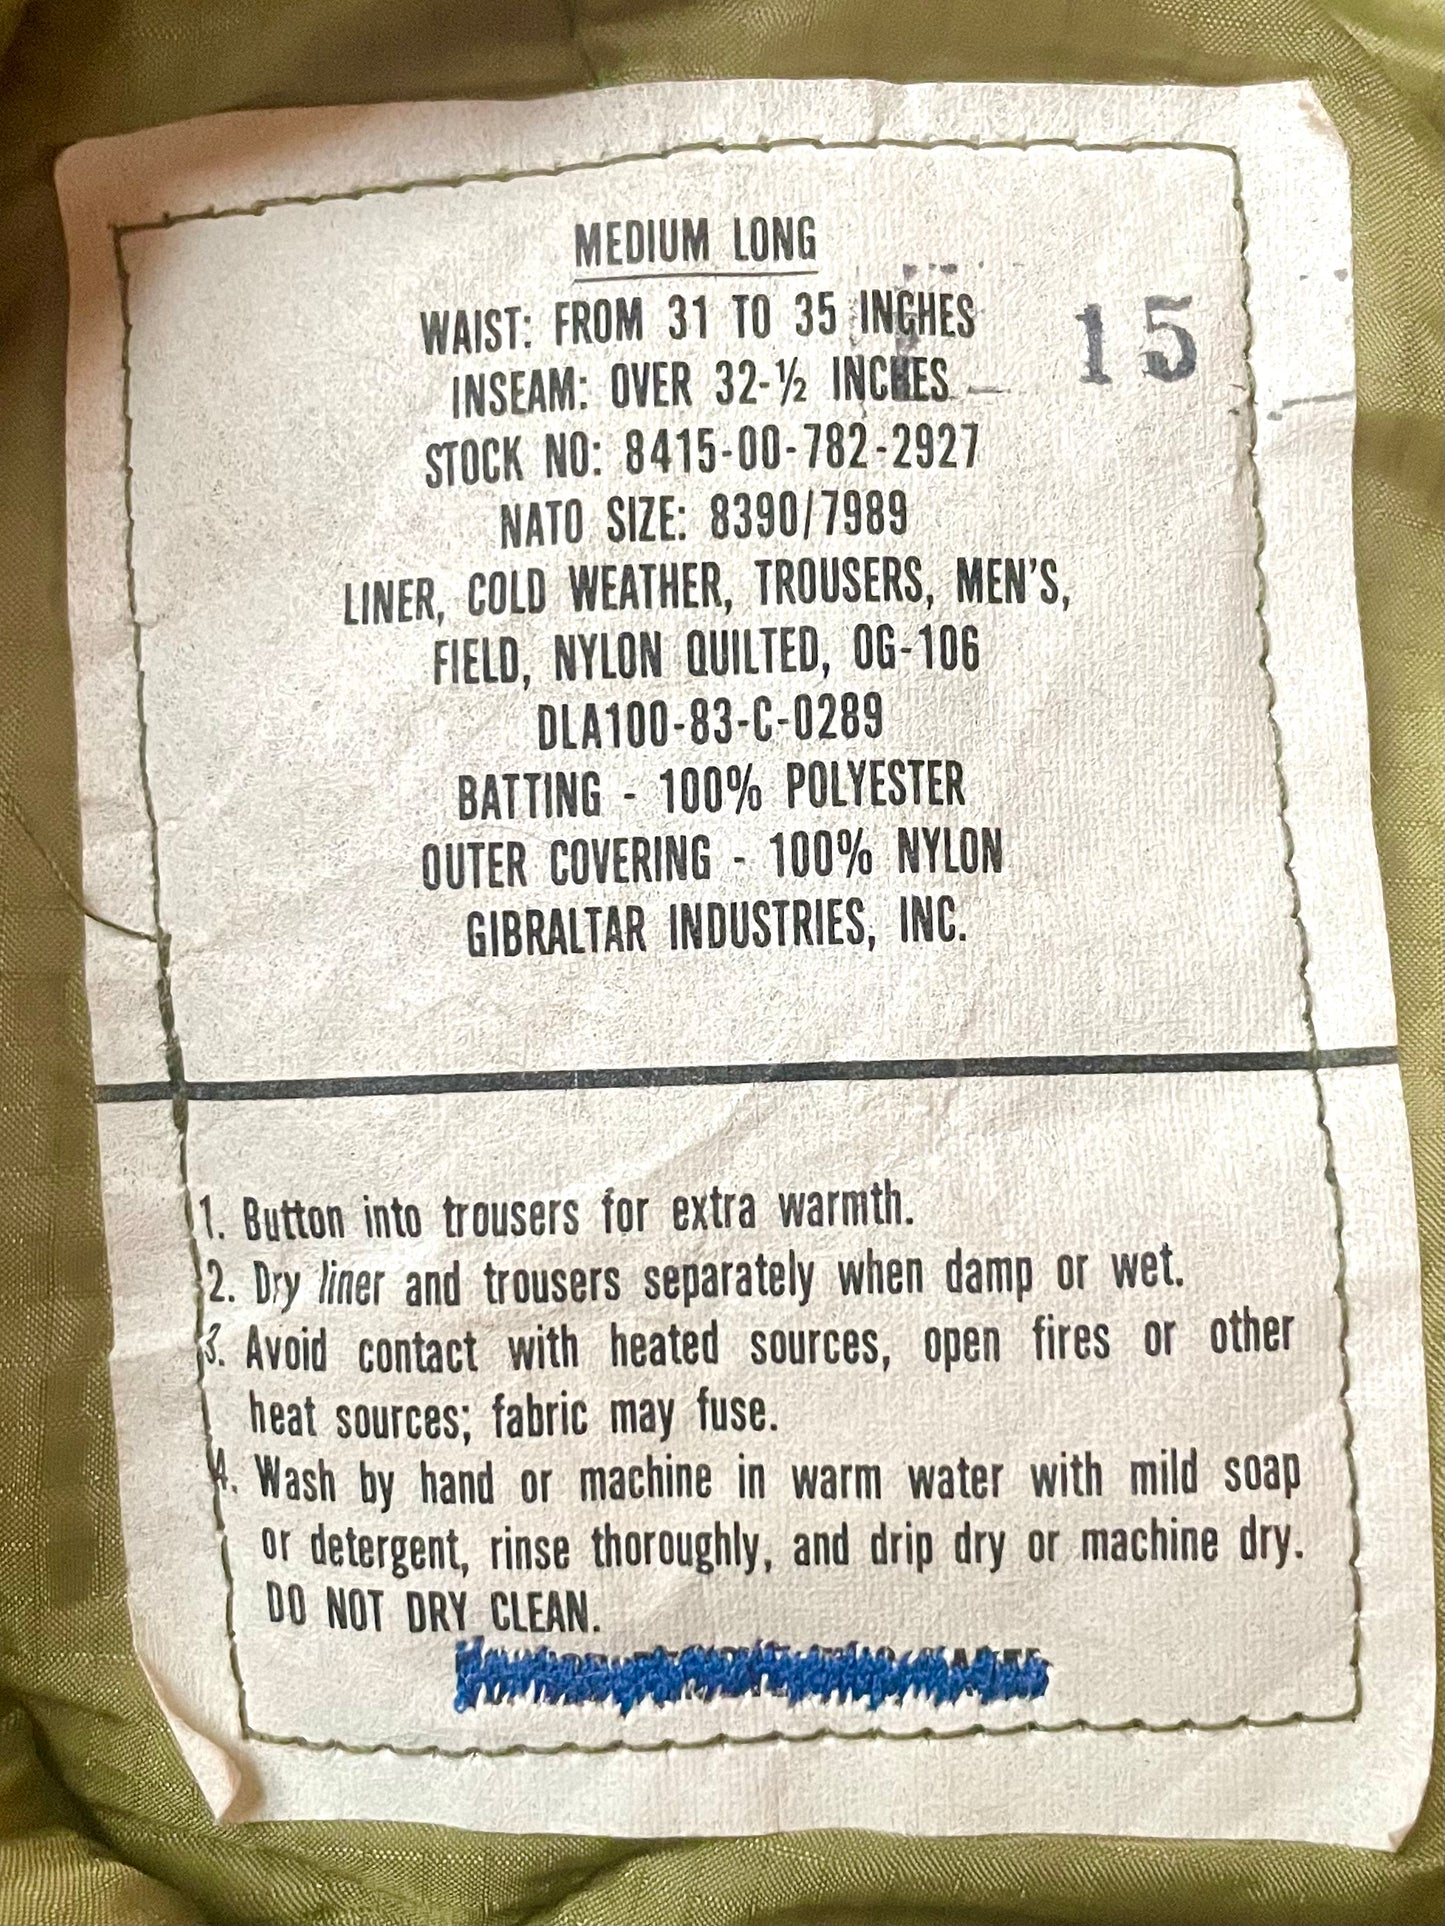 MEDIUM LONG
WAIST: FROM 31 TO 35 INCHES
15
INSEAM: OVER 32-½ INCHES
STOCK NO: 8415-00-782-2927
NATO SIZE: 8390/7989
LINER, COLD WEATHER, TROUSERS, MEN'S,
FIELD, NYLON QUILTED, OG-106
DLA100-83-C-0289
BATTING - 100% POLYESTER
OUTER COVERING - 100% NYLON
GIBRALTAR INDUSTRIES, INC.
1. Button into trousers for extra warmth.
2. Dry liner and trousers separately when damp or wet.
3. Avoid contact with heated sources, open fires or other
heat sources; fabric may fuse.
4. Wash by hand or machine in warm water with mild soap
or detergent, rinse thoroughly, and drip dry or machine dry.
DO NOT DRY CLEAN.